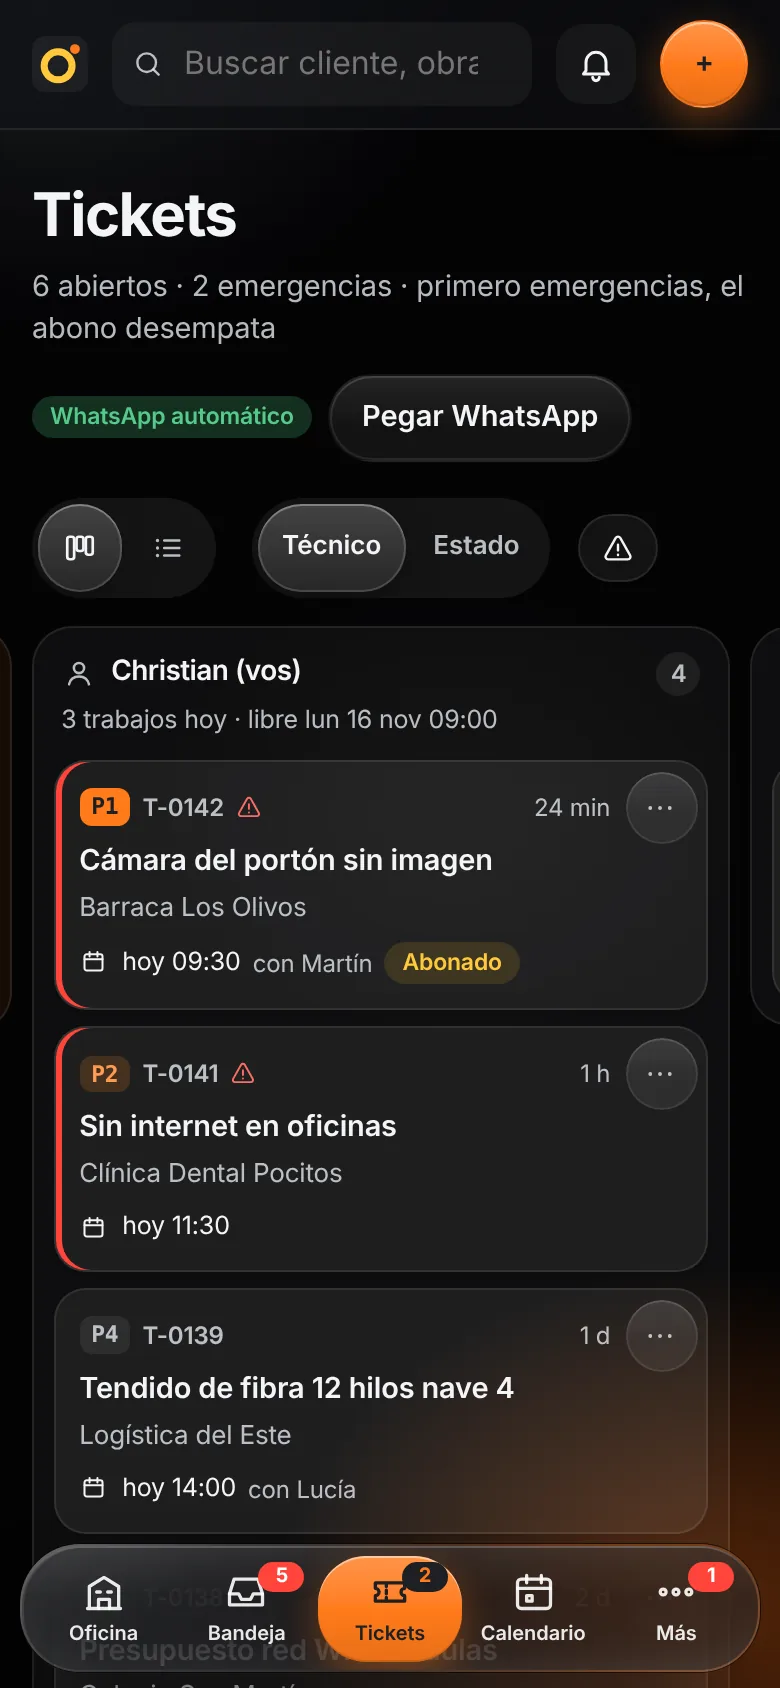 Buscar cliente, obra
+
Tickets
6 abiertos · 2 emergencias · primero emergencias, el
abono desempata
WhatsApp automático
Pegar WhatsApp
Técnico
Estado
Christian (vos)
4
3 trabajos hoy · libre lun 16 nov 09:00
P1 T-0142 24 min ...
Cámara del portón sin imagen
Barraca Los Olivos
hoy 09:30 con Martín Abonado
P2 T-0141 1 h ...
Sin internet en oficinas
Clínica Dental Pocitos
hoy 11:30
P4 T-0139 1 d ...
Tendido de fibra 12 hilos nave 4
Logística del Este
hoy 14:00 con Lucía
T-0138 2 d
5 2 1
Oficina Bandeja Tickets Calendario Más
Presupuesto red